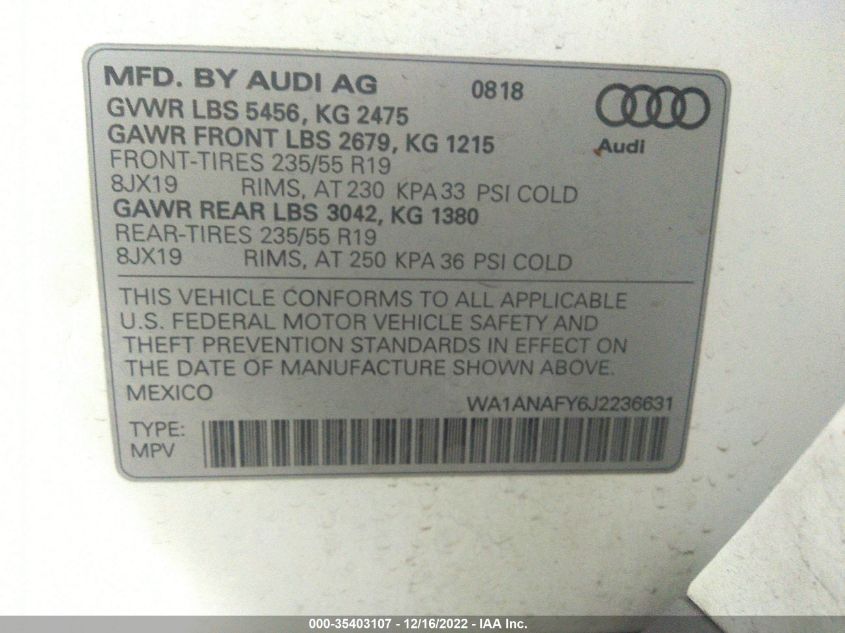 MFD. BY AUDI AG 0818
GVWR LBS 5456, KG 2475
GAWR FRONT LBS 2679, KG 1215
Audi
FRONT-TIRES 235/55 R19
8JX19 RIMS, AT 230 KPA 33 PSI COLD
GAWR REAR LBS 3042, KG 1380
REAR-TIRES 235/55 R19
8JX19 RIMS, AT 250 KPA 36 PSI COLD
THIS VEHICLE CONFORMS TO ALL APPLICABLE
U.S. FEDERAL MOTOR VEHICLE SAFETY AND
THEFT PREVENTION STANDARDS IN EFFECT ON
THE DATE OF MANUFACTURE SHOWN ABOVE.
MEXICO
WA1ANAFY6J2236631
TYPE:
MPV
000-35403107 - 12/16/2022 - IAA Inc.